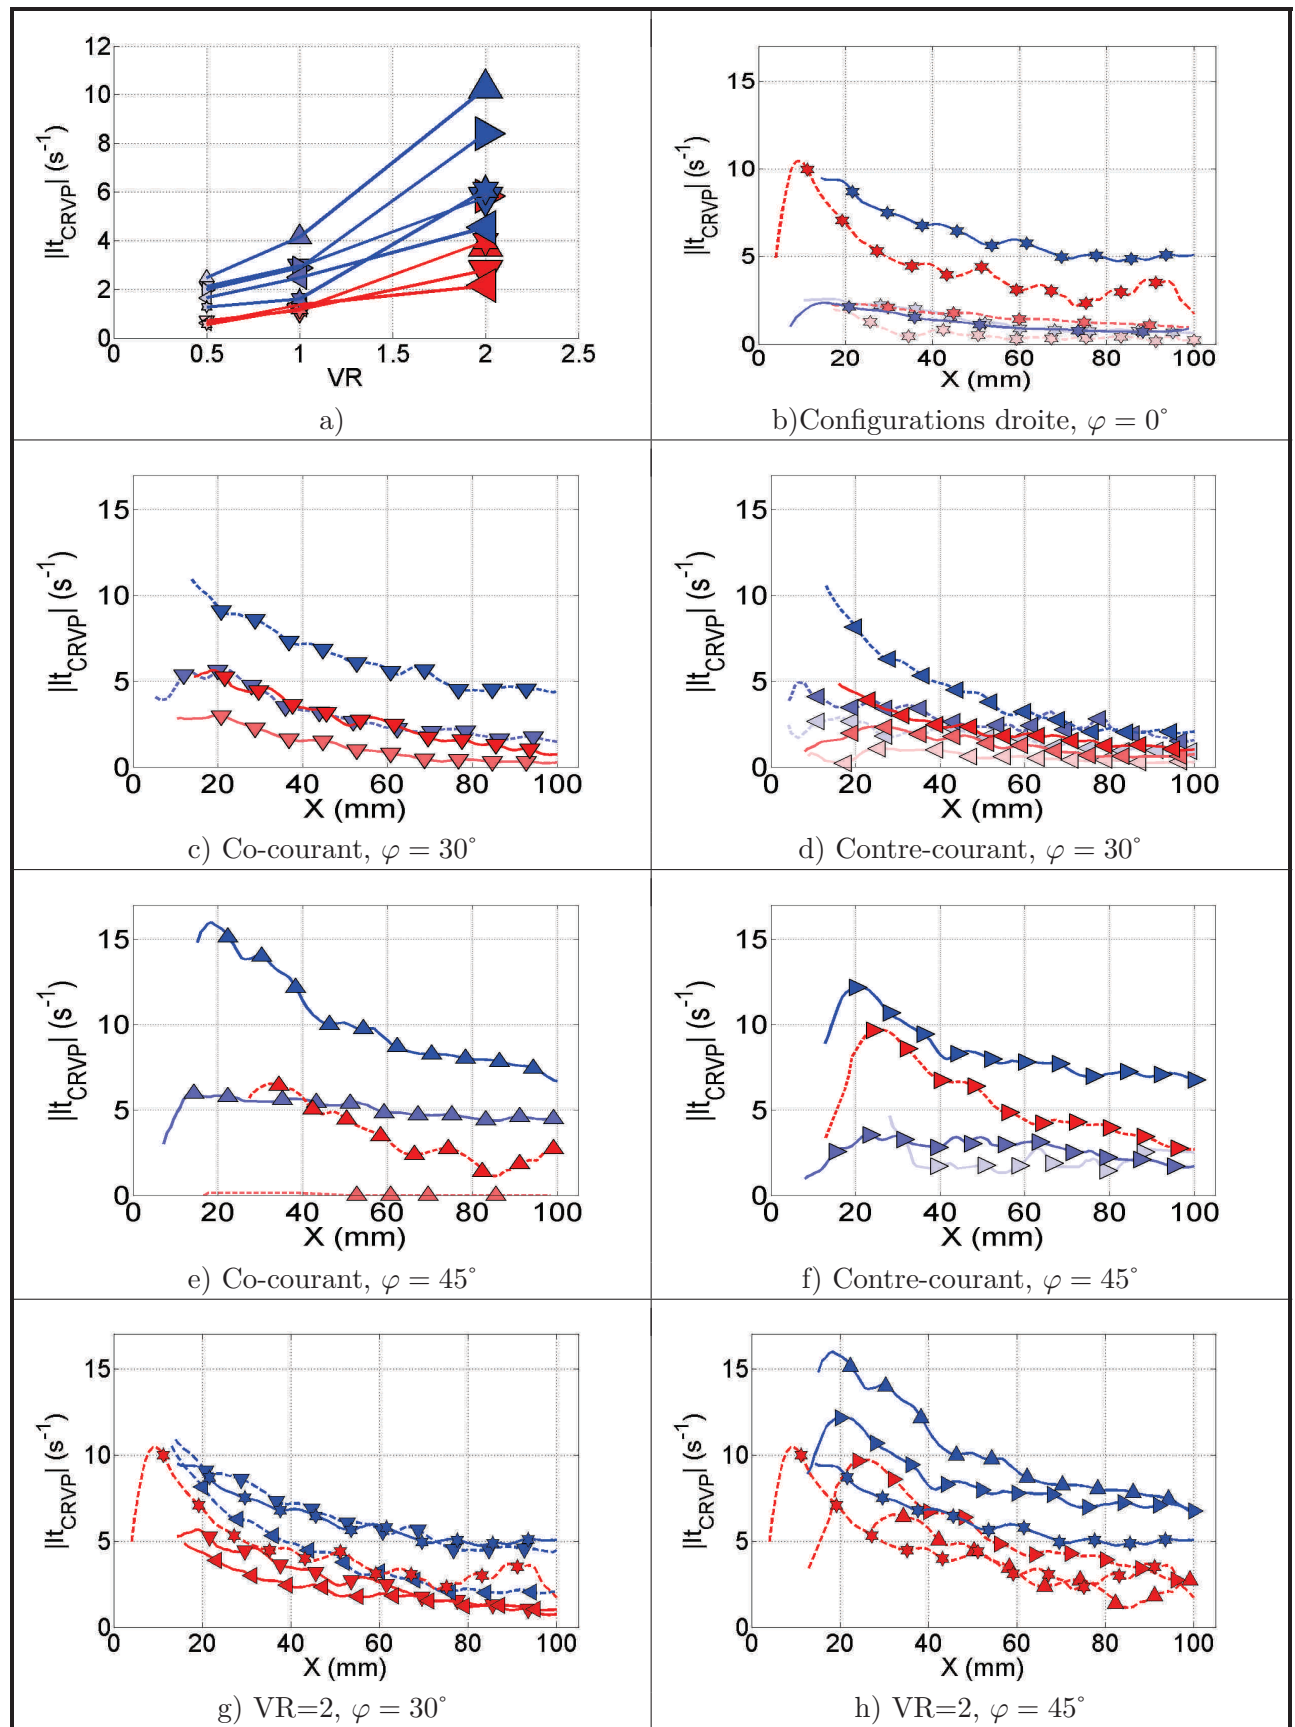 12
10
8
6
4
2
0
||t_CRVP| (s^-1)
0 0.5 1 1.5 2 2.5
VR
a)
15
10
5
0
||t_CRVP| (s^-1)
0 20 40 60 80 100
X (mm)
b)Configurations droite, φ = 0°
15
10
5
0
||t_CRVP| (s^-1)
0 20 40 60 80 100
X (mm)
c) Co-courant, φ = 30°
15
10
5
0
||t_CRVP| (s^-1)
0 20 40 60 80 100
X (mm)
d) Contre-courant, φ = 30°
15
10
5
0
||t_CRVP| (s^-1)
0 20 40 60 80 100
X (mm)
e) Co-courant, φ = 45°
15
10
5
0
||t_CRVP| (s^-1)
0 20 40 60 80 100
X (mm)
f) Contre-courant, φ = 45°
15
10
5
0
||t_CRVP| (s^-1)
0 20 40 60 80 100
X (mm)
g) VR=2, φ = 30°
15
10
5
0
||t_CRVP| (s^-1)
0 20 40 60 80 100
X (mm)
h) VR=2, φ = 45°